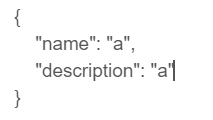 {
"name": "a",
"description": "a"
}